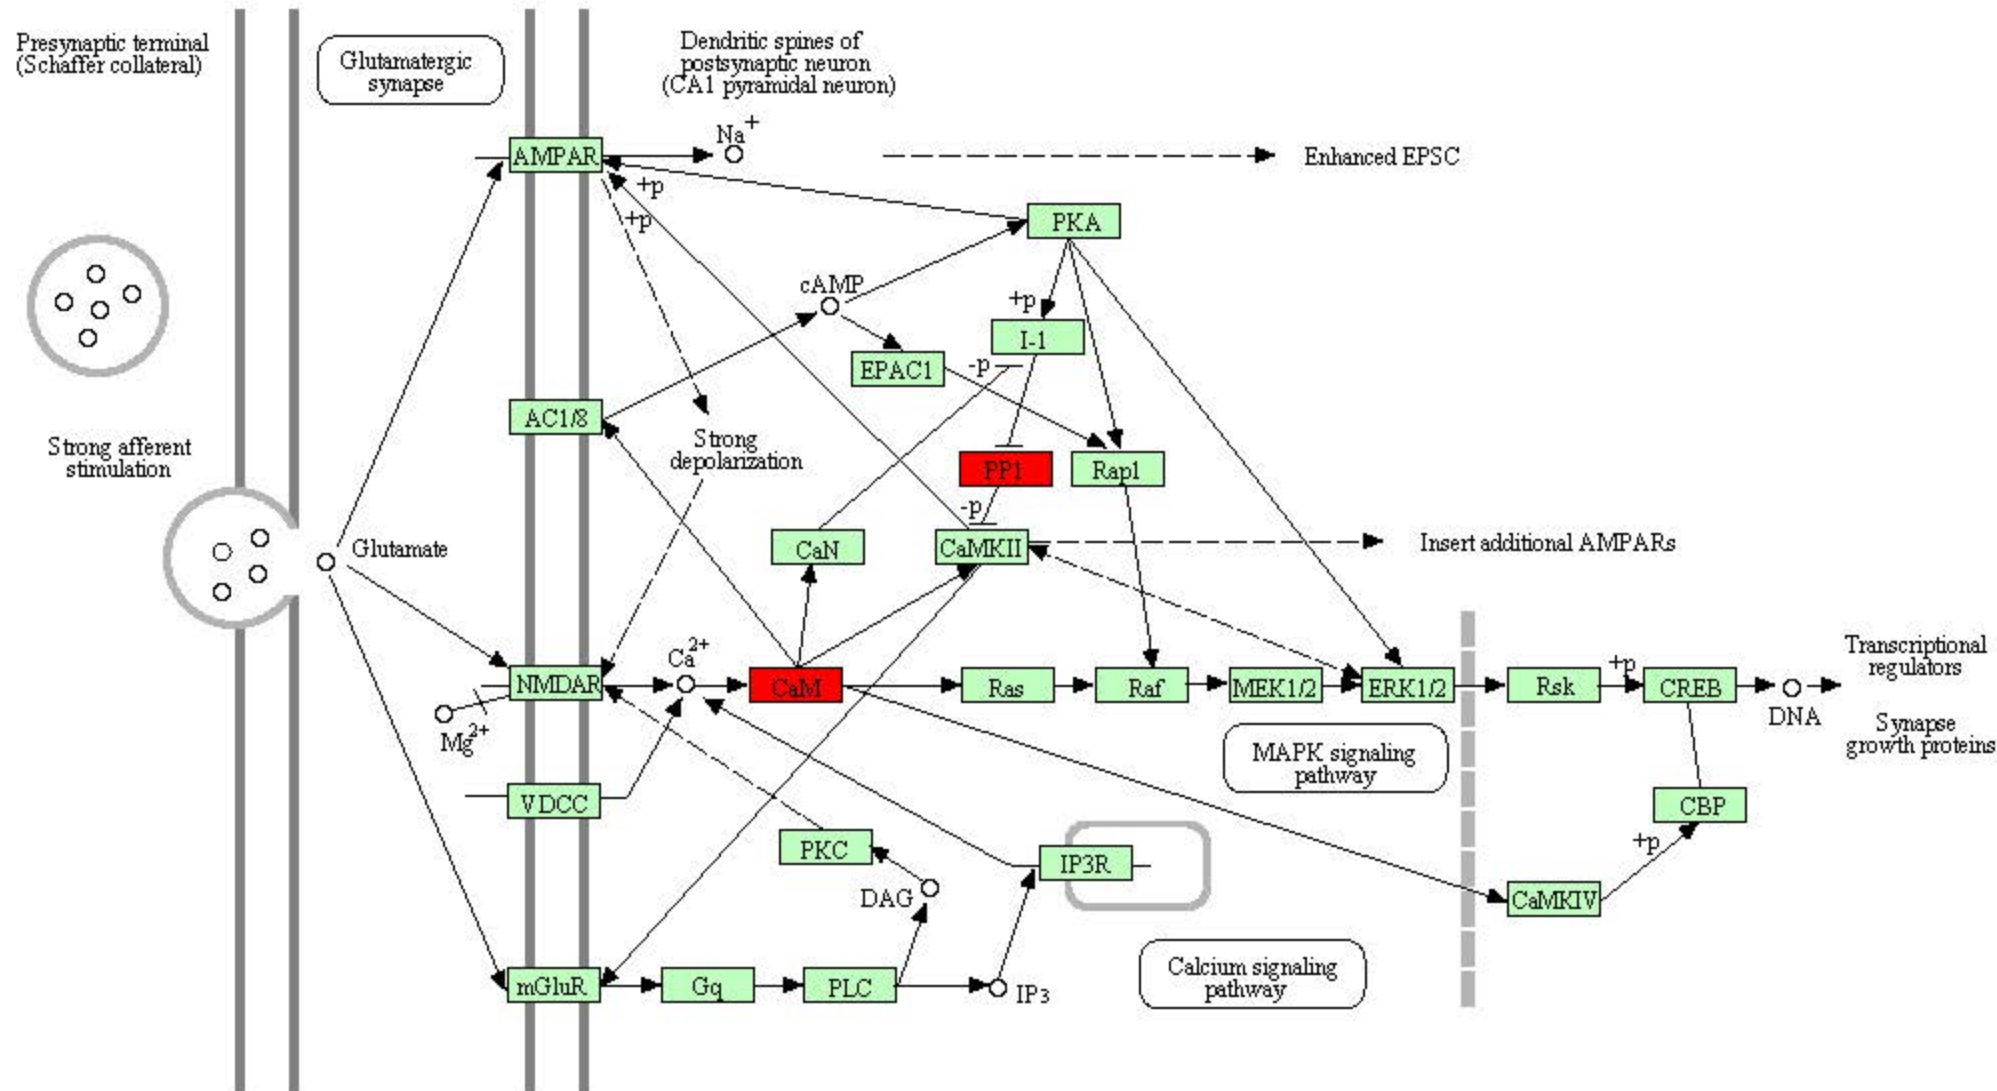 Presynaptic terminal
(Schaffer collateral)
Glutamatergic
synapse
Dendritic spines of
postsynaptic neuron
(CA1 pyramidal neuron)
AMPAR
Na+
Enhanced EPSC
+p
+p
PKA
cAMP
+p
I-1
EPAC1
-p
AC1/8
Strong
depolarization
Strong afferent
stimulation
PP1
Rap1
-p
CaN
CaMKII
Insert additional AMPARs
Glutamate
Ca2+
NMDAR
CaM
Ras
Raf
MEK1/2
ERK1/2
Rsk
+p
CREB
DNA
Transcriptional
regulators
Synapse
growth proteins
Mg2+
MAPK signaling
pathway
VDCC
CBP
+p
PKC
IP3R
DAG
CaMKIV
Calcium signaling
pathway
mGluR
Gq
PLC
IP3